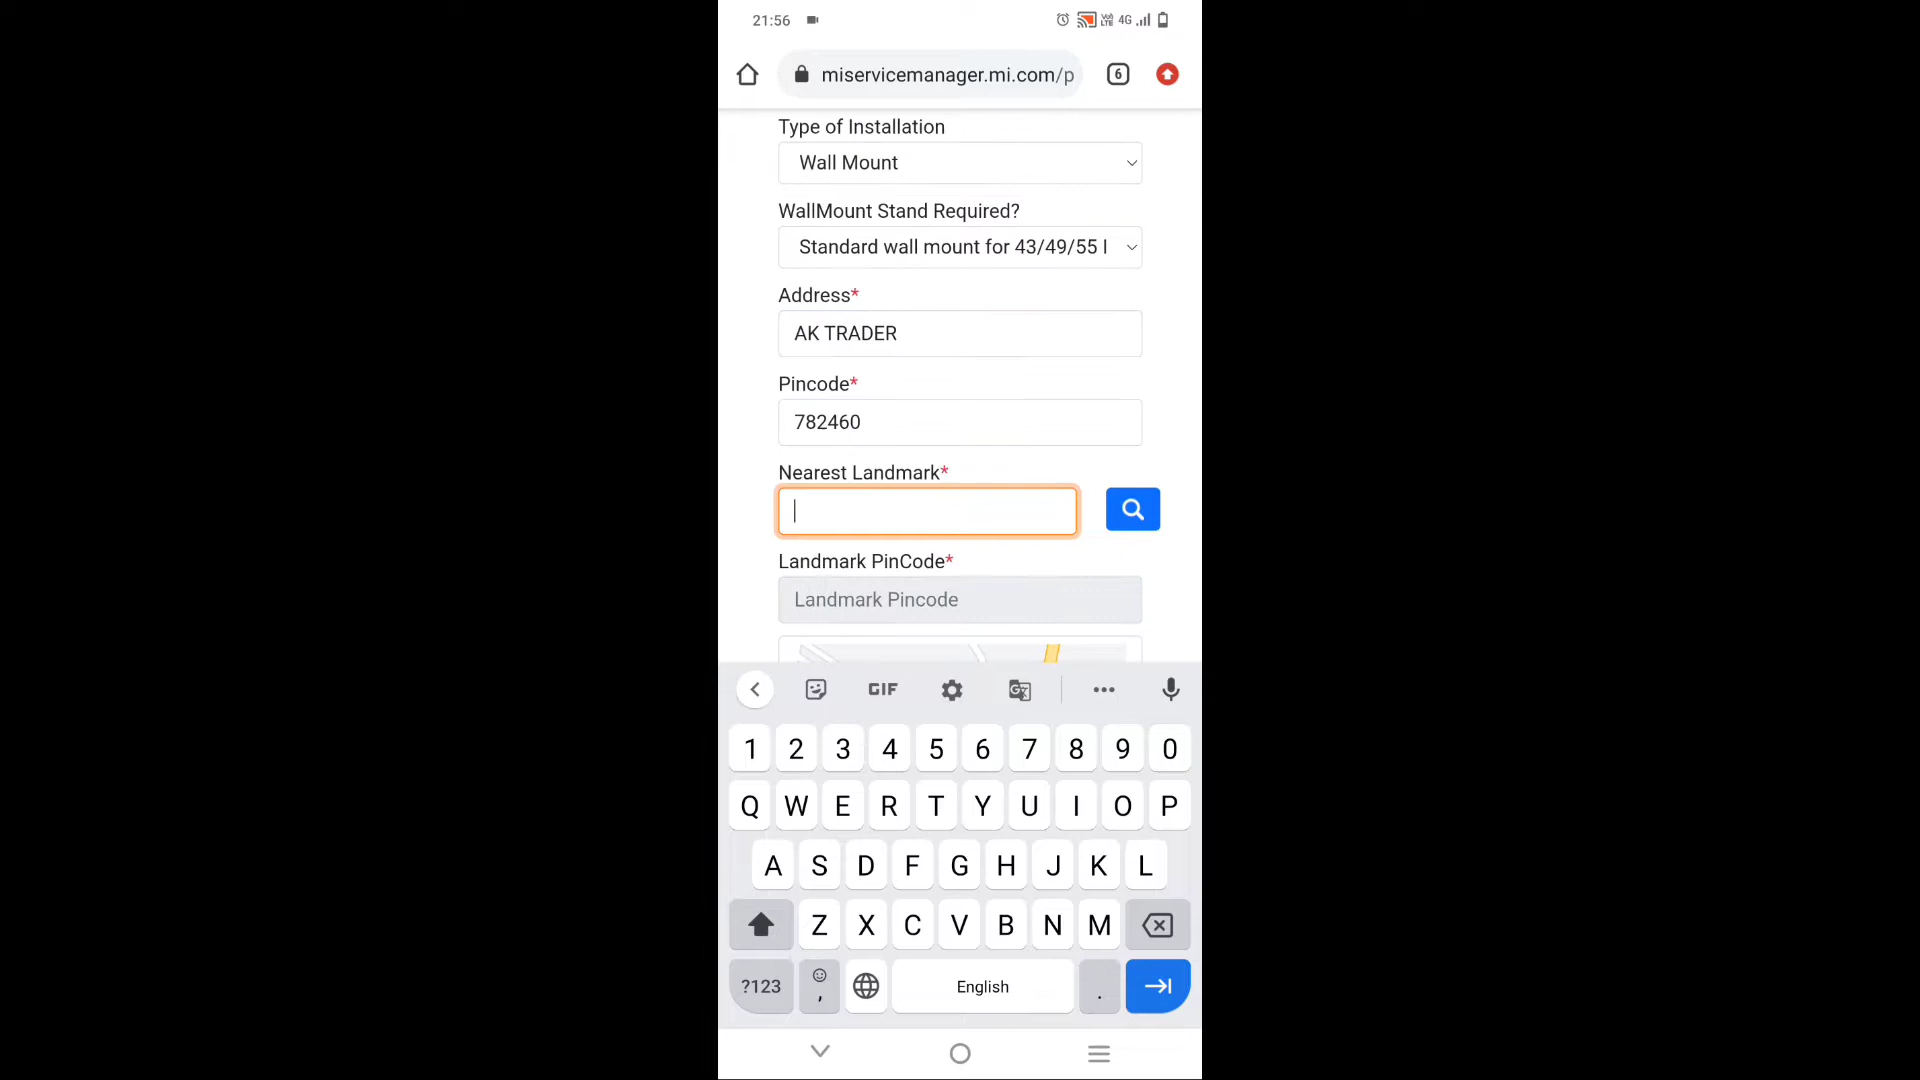 21:56
4G
miservicemanager.mi.com/p
6
Type of Installation
Wall Mount
WallMount Stand Required?
Standard wall mount for 43/49/55 I
Address*
AK TRADER
Pincode*
782460
Nearest Landmark*
Landmark PinCode*
Landmark Pincode
GIF
1 2 3 4 5 6 7 8 9 0
Q W E R T Y U I O P
A S D F G H J K L
Z X C V B N M
?123 , English .